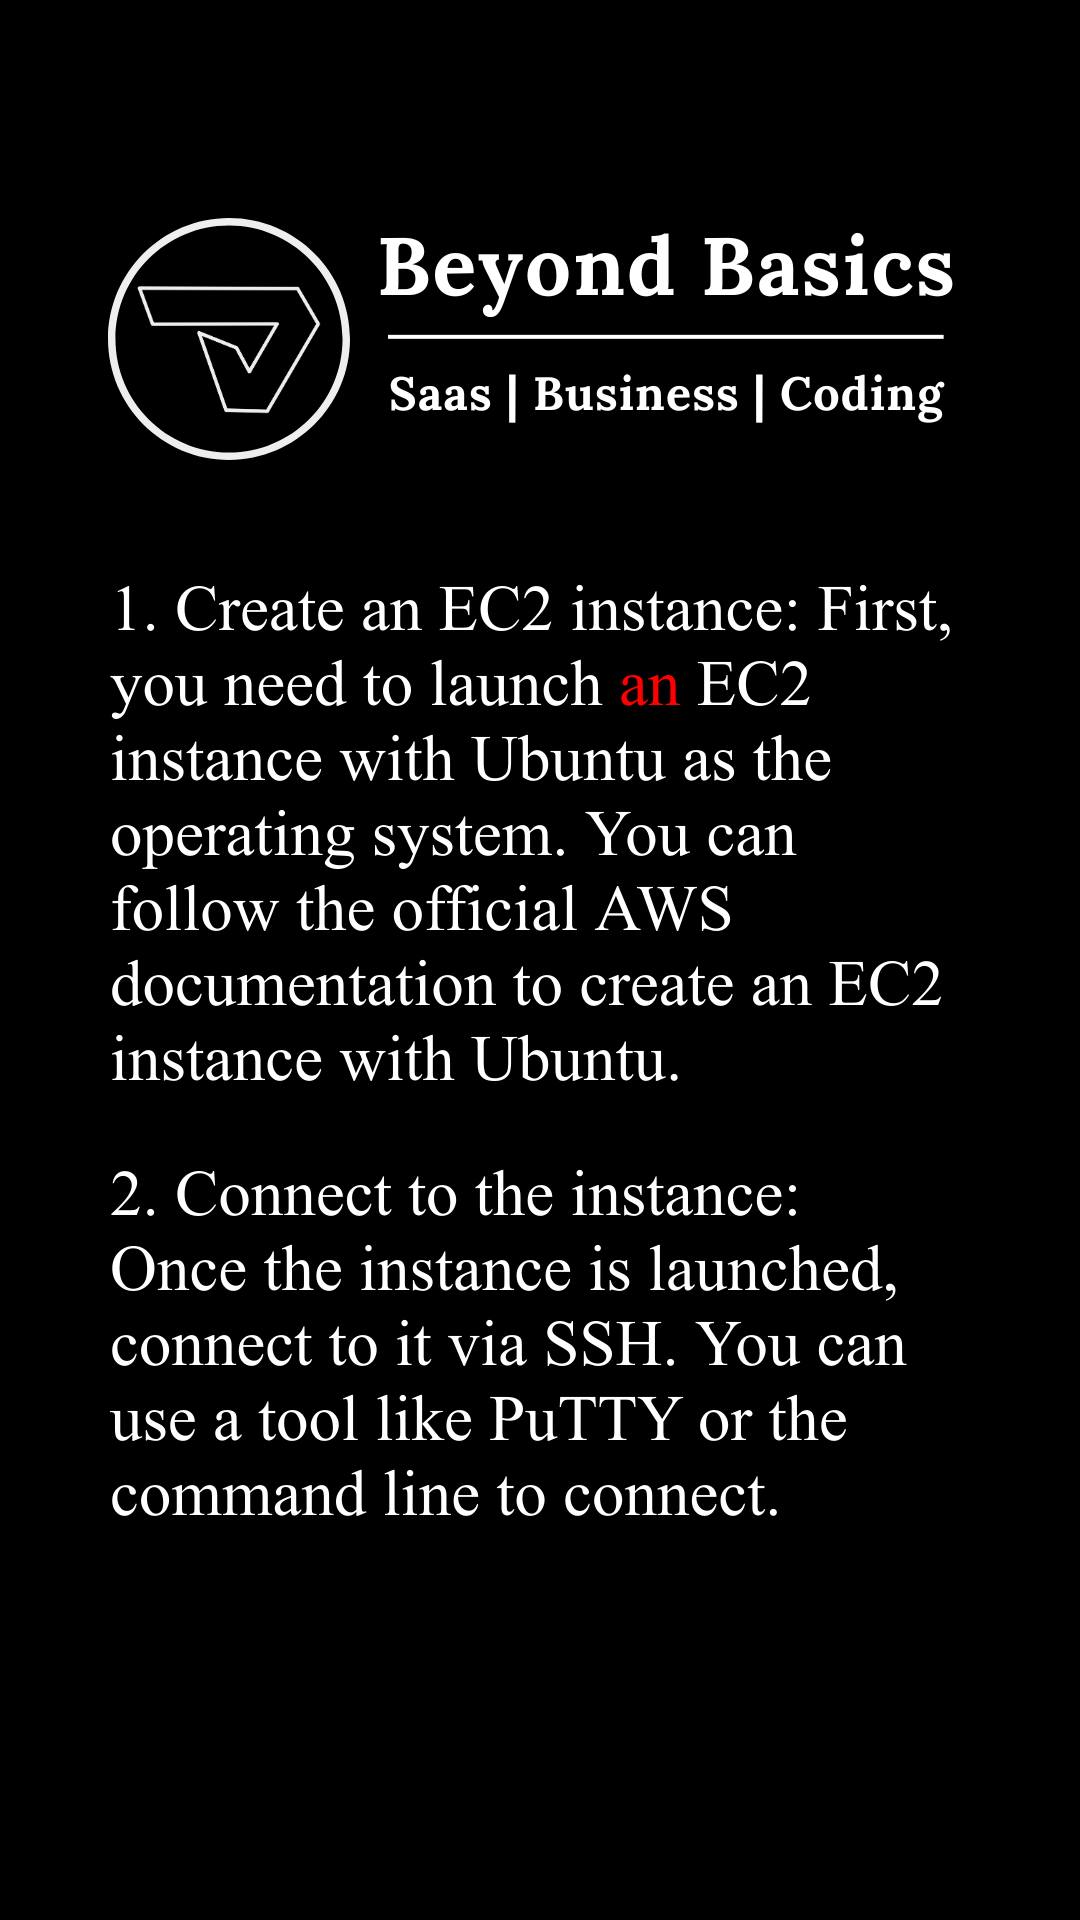 Beyond Basics
Saas | Business | Coding
1. Create an EC2 instance: First,
you need to launch an EC2
instance with Ubuntu as the
operating system. You can
follow the official AWS
documentation to create an EC2
instance with Ubuntu.
2. Connect to the instance:
Once the instance is launched,
connect to it via SSH. You can
use a tool like PuTTY or the
command line to connect.